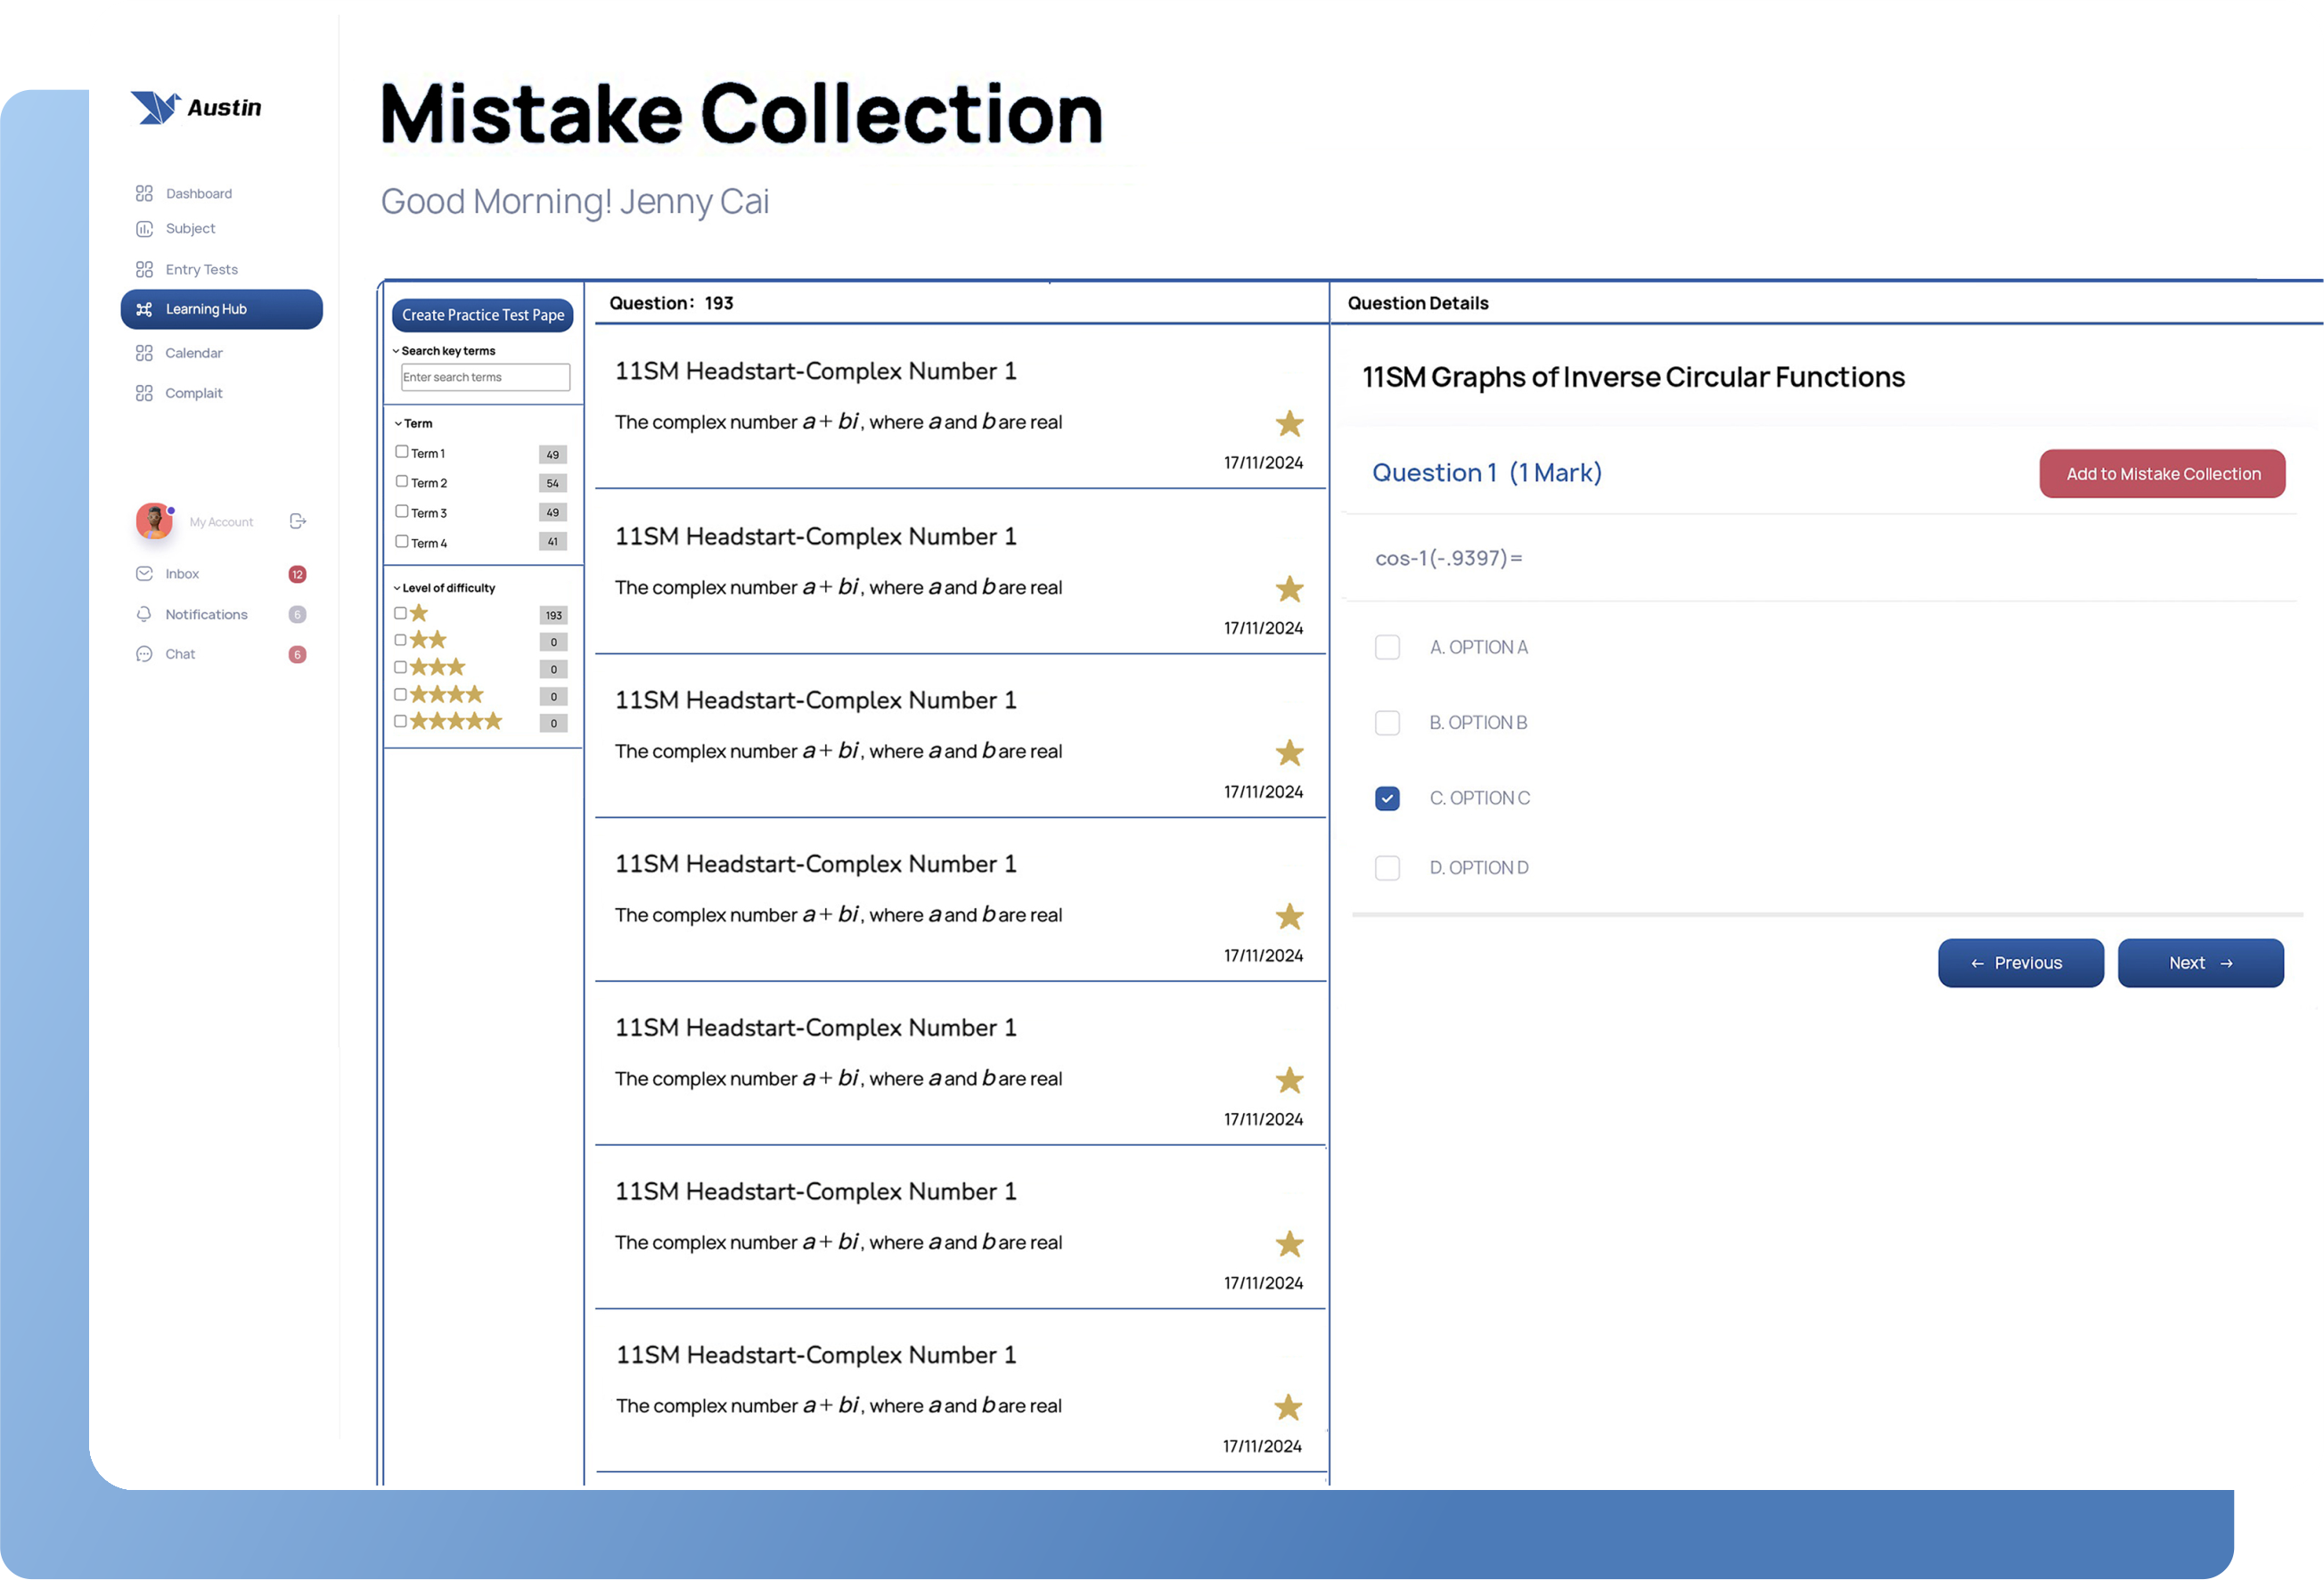 Austin
Dashboard
Subject
Entry Tests
Learning Hub
Calendar
Complait
My Account
Inbox 12
Notifications 6
Chat 6
Mistake Collection
Good Morning! Jenny Cai
Create Practice Test Pape
Search key terms
Enter search terms
Term
Term 1 49
Term 2 54
Term 3 49
Term 4 41
Level of difficulty
193
0
0
0
0
Question: 193
11SM Headstart-Complex Number 1
The complex number a + bi, where a and b are real
17/11/2024
11SM Headstart-Complex Number 1
The complex number a + bi, where a and b are real
17/11/2024
11SM Headstart-Complex Number 1
The complex number a + bi, where a and b are real
17/11/2024
11SM Headstart-Complex Number 1
The complex number a + bi, where a and b are real
17/11/2024
11SM Headstart-Complex Number 1
The complex number a + bi, where a and b are real
17/11/2024
11SM Headstart-Complex Number 1
The complex number a + bi, where a and b are real
17/11/2024
11SM Headstart-Complex Number 1
The complex number a + bi, where a and b are real
17/11/2024
Question Details
11SM Graphs of Inverse Circular Functions
Question 1 (1 Mark)
Add to Mistake Collection
cos-1(-.9397)=
A. OPTION A
B. OPTION B
C. OPTION C
D. OPTION D
← Previous
Next →